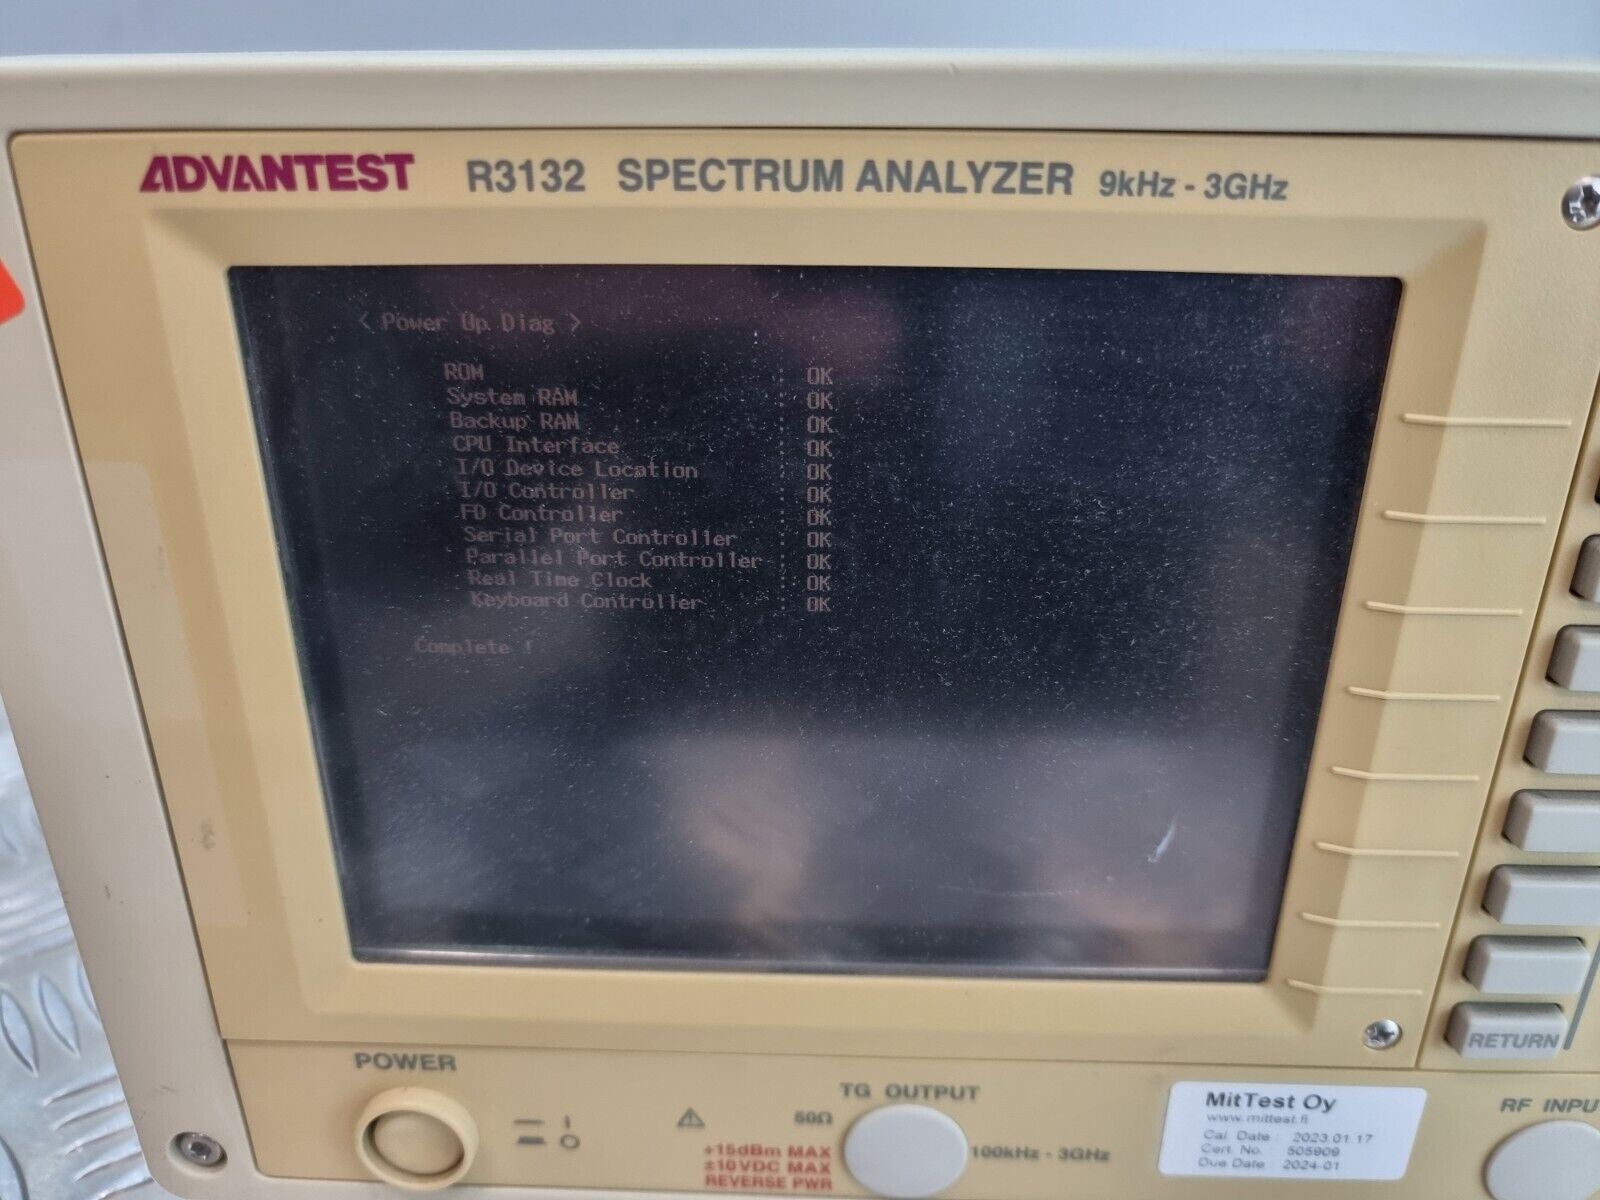 ADVANTEST R3132 SPECTRUM ANALYZER 9kHz - 3GHz
< Power Up Diag >
ROM : OK
System RAM : OK
Backup RAM : OK
CPU Interface : OK
I/O Device Location : OK
I/O Controller : OK
FD Controller : OK
Serial Port Controller : OK
Parallel Port Controller : OK
Real Time Clock : OK
Keyboard Controller : OK
Complete !
RETURN
POWER
TG OUTPUT
50Ω
+15dBm MAX
±10VDC MAX
REVERSE PWR
100kHz - 3GHz
MitTest Oy
www.mittest.fi
Cal. Date : 2023.01.17
Cert. No. 505909
Due Date : 2024-01
RF INPU